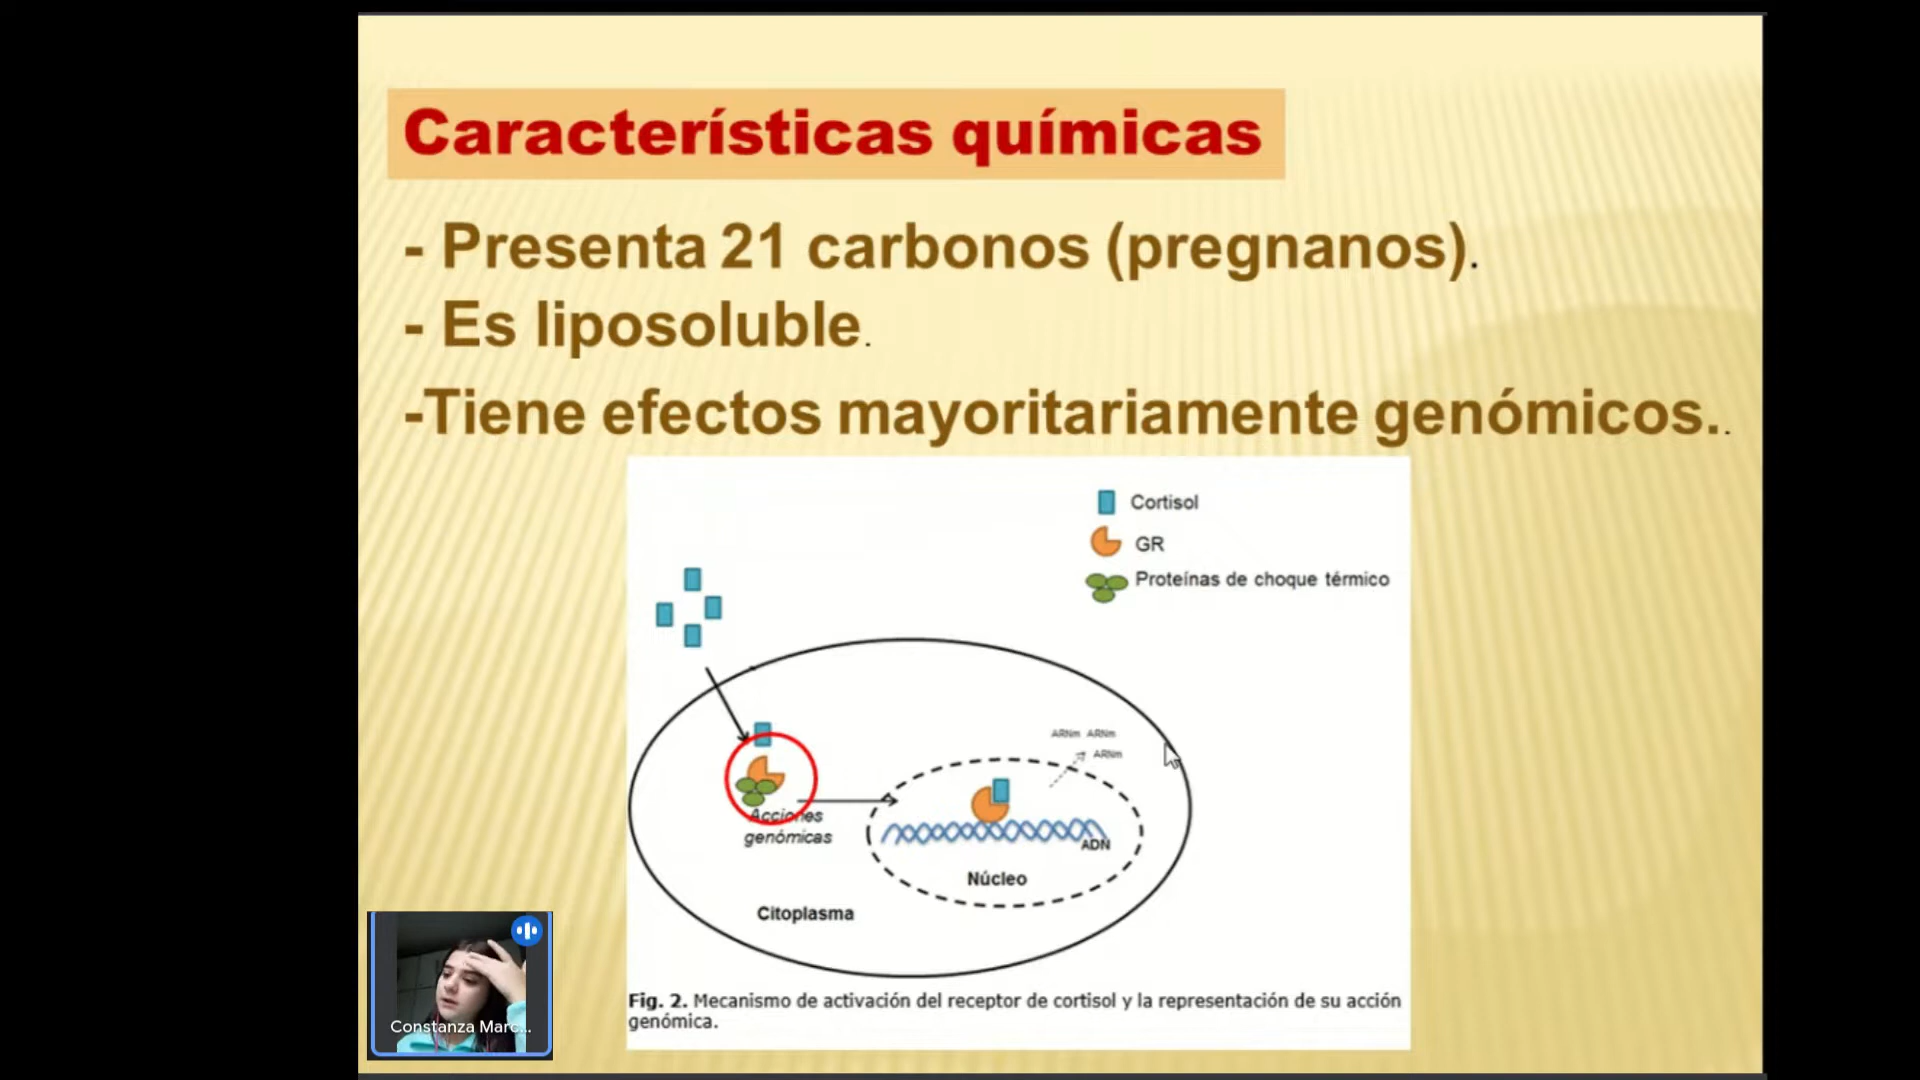 Características químicas
- Presenta 21 carbonos (pregnanos).
- Es liposoluble.
-Tiene efectos mayoritariamente genómicos..
Cortisol
GR
Proteínas de choque térmico
ARNm ARNm
ARNm
Acciones
genómicas
ADN
Núcleo
Citoplasma
Fig. 2. Mecanismo de activación del receptor de cortisol y la representación de su acción
genómica.
Constanza Marc...